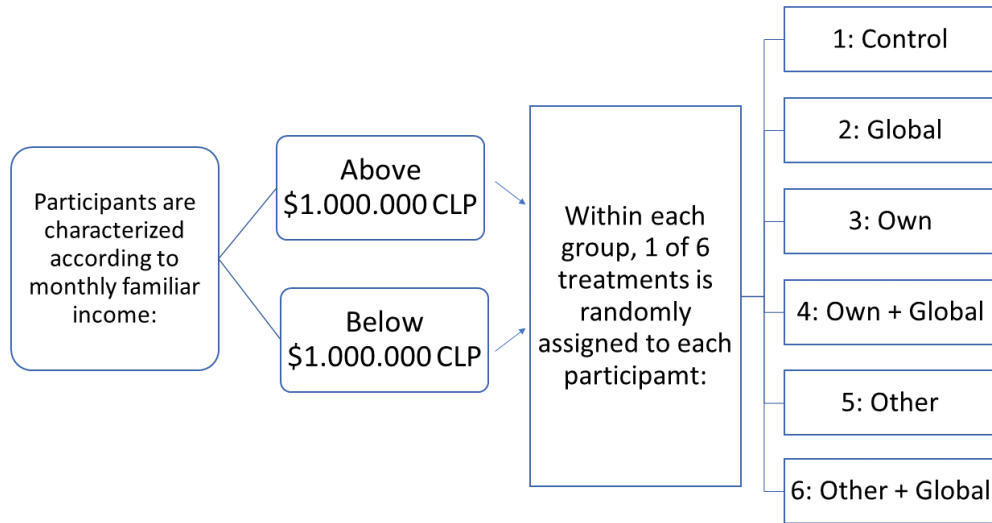 Participants are
characterized
according to
monthly familiar
income:
Above
$1.000.000 CLP
Below
$1.000.000 CLP
Within each
group, 1 of 6
treatments is
randomly
assigned to each
participamt:
1: Control
2: Global
3: Own
4: Own + Global
5: Other
6: Other + Global